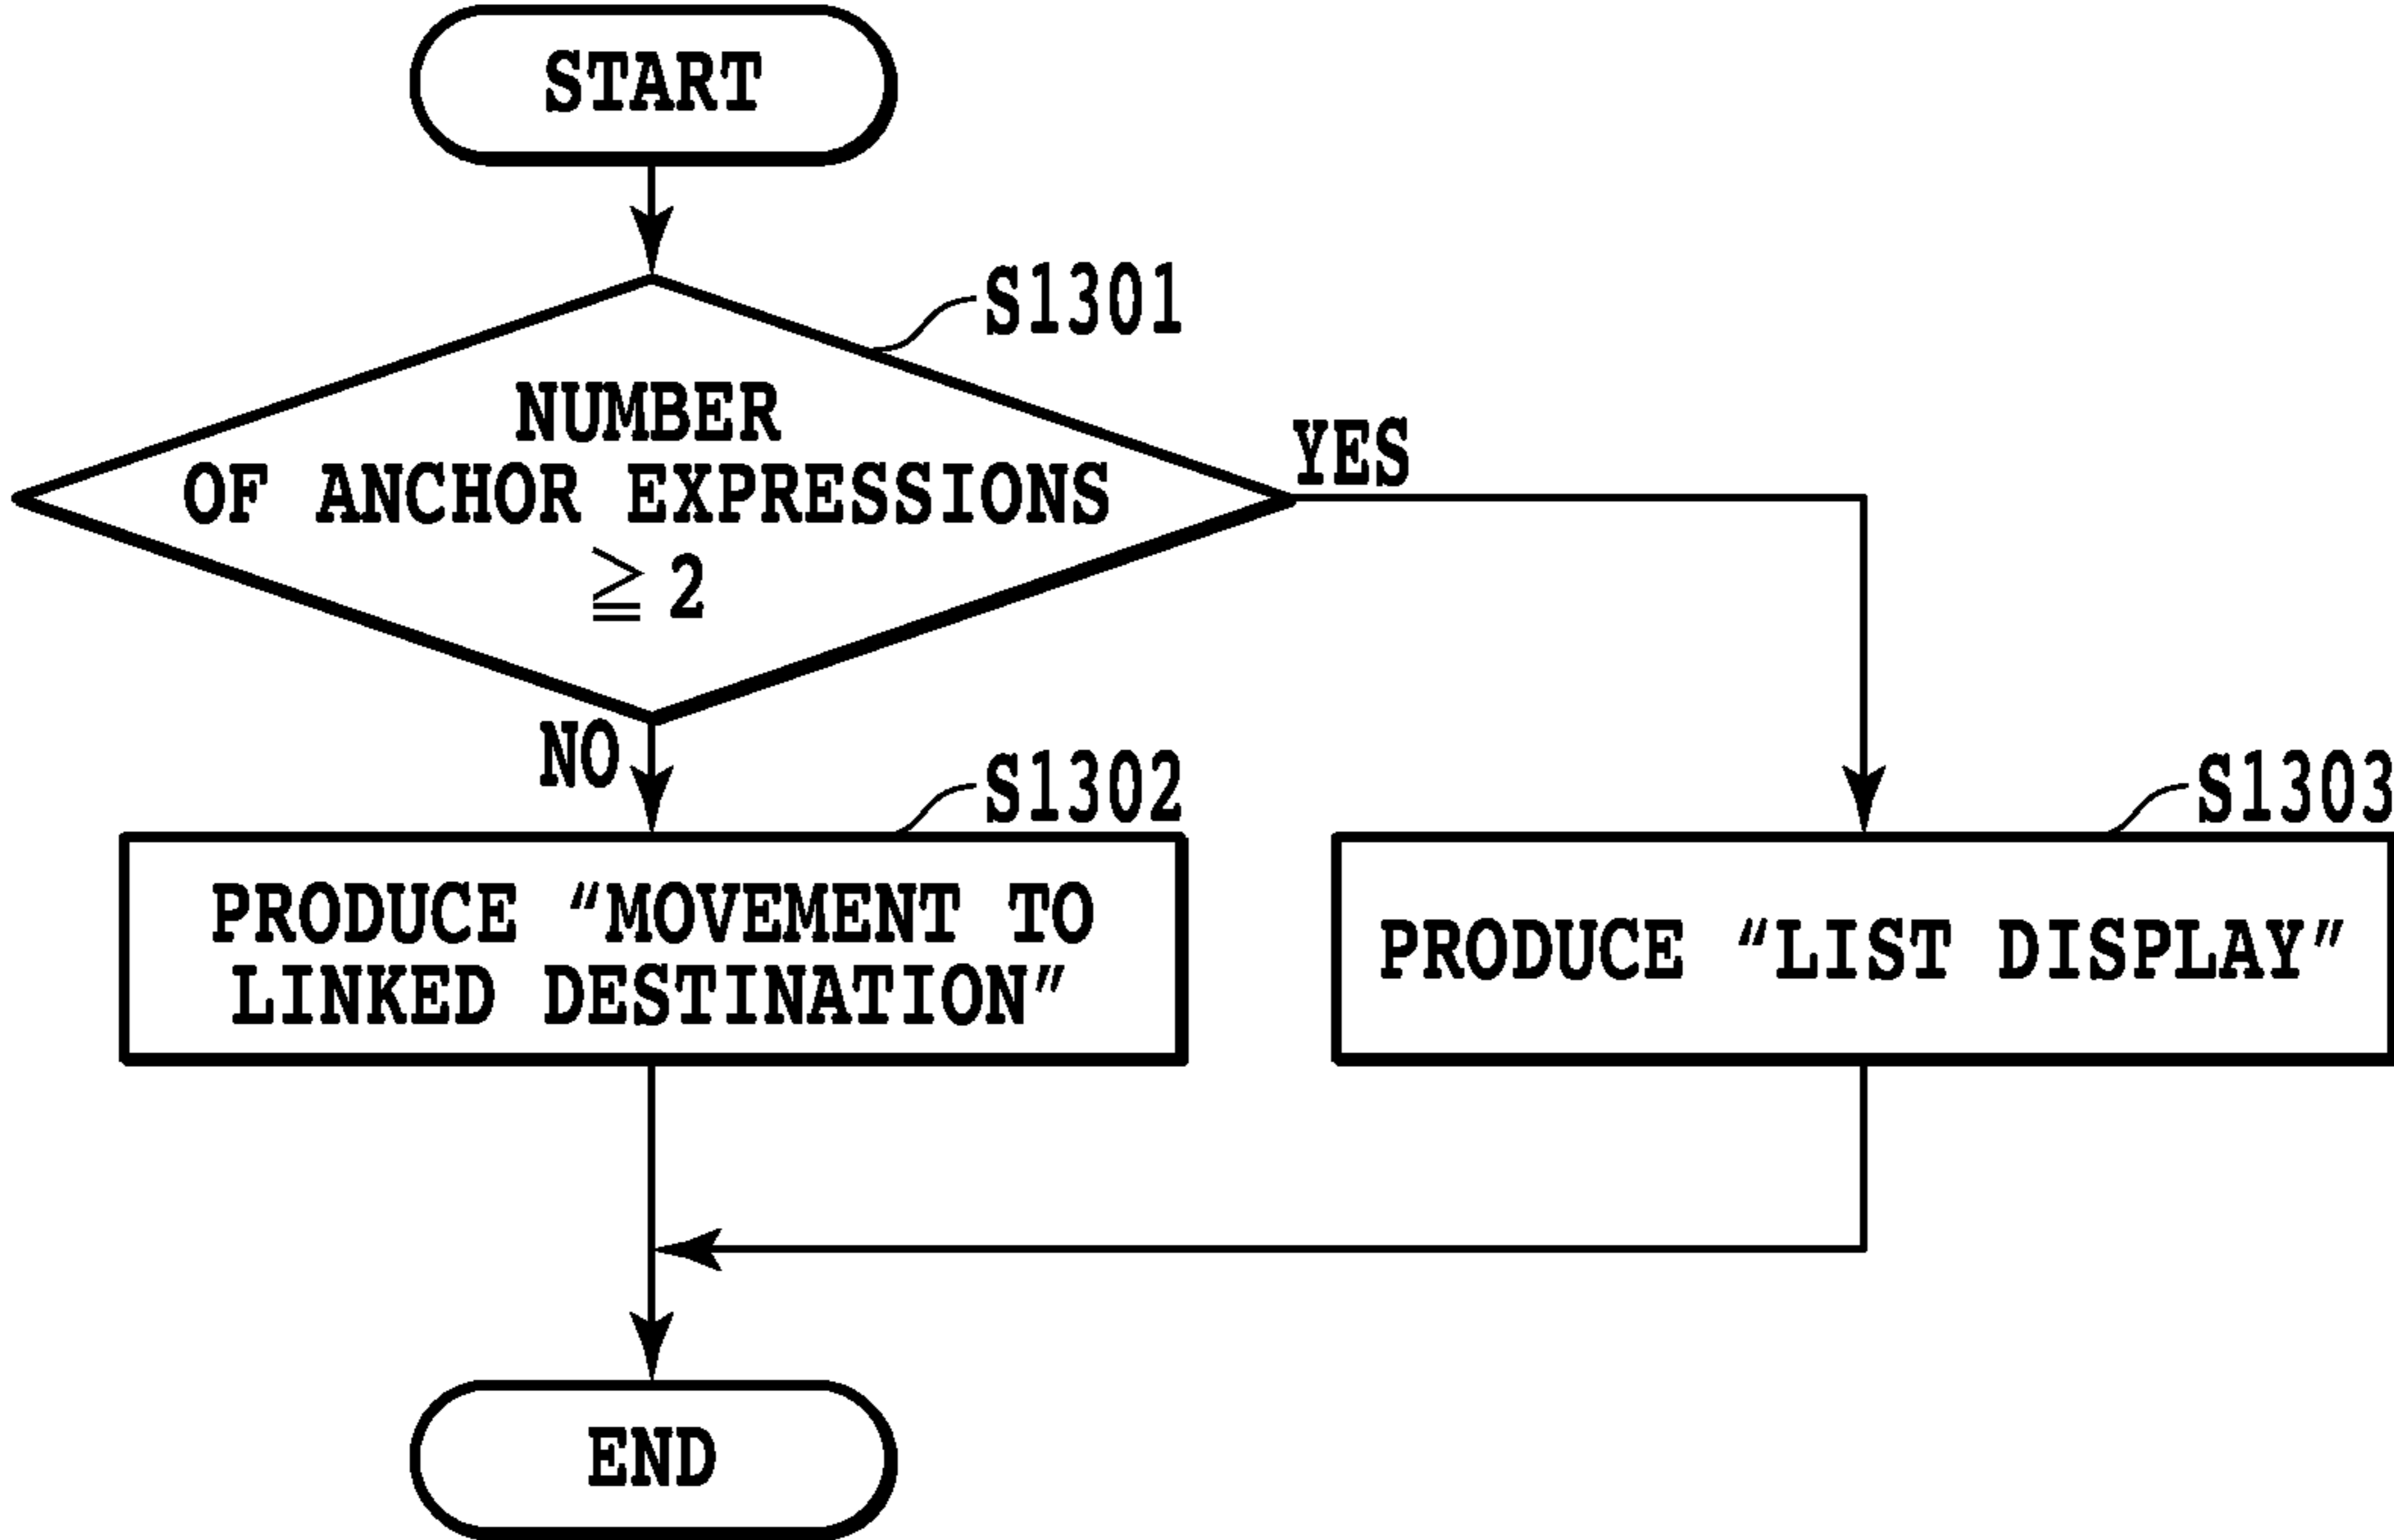 START
S1301
NUMBER
OF ANCHOR EXPRESSIONS
≧ 2
YES
NO
S1302
S1303
PRODUCE “MOVEMENT TO
LINKED DESTINATION”
PRODUCE “LIST DISPLAY”
END